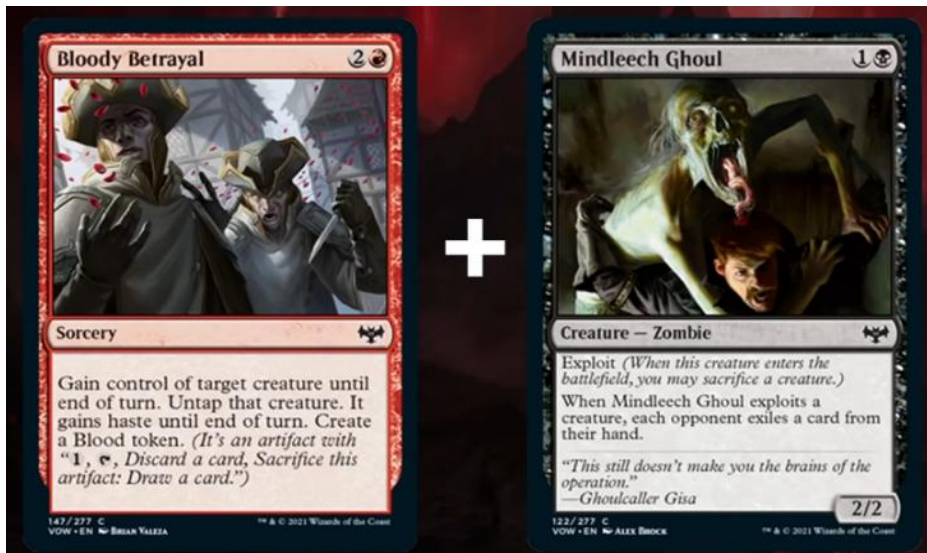 Bloody Betrayal 2
Sorcery
Gain control of target creature until
end of turn. Untap that creature. It
gains haste until end of turn. Create
a Blood token. (It's an artifact with
"1, , Discard a card, Sacrifice this
artifact: Draw a card.")
147/277 C
VOW • EN BRIAN VALEZA
™ & © 2021 Wizards of the Coast
+
Mindleech Ghoul 1
Creature — Zombie
Exploit (When this creature enters the
battlefield, you may sacrifice a creature.)
When Mindleech Ghoul exploits a
creature, each opponent exiles a card from
their hand.
"This still doesn't make you the brains of the
operation."
—Ghoulcaller Gisa
2/2
122/277 C
VOW • EN ALEX BROCK
™ & © 2021 Wizards of the Coast